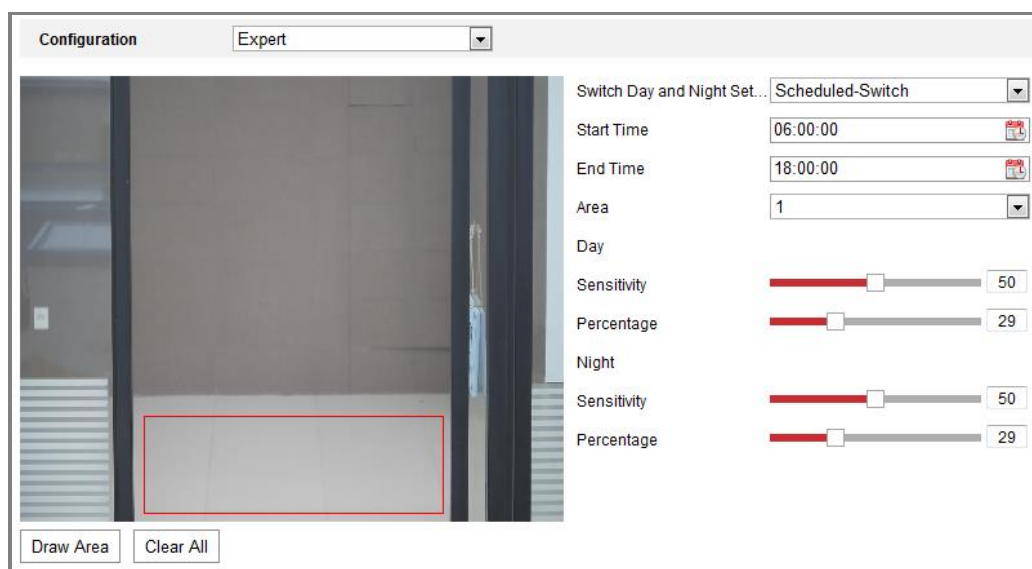 Configuration Expert
Switch Day and Night Set... Scheduled-Switch
Start Time 06:00:00
End Time 18:00:00
Area 1
Day
Sensitivity 50
Percentage 29
Night
Sensitivity 50
Percentage 29
Draw Area Clear All